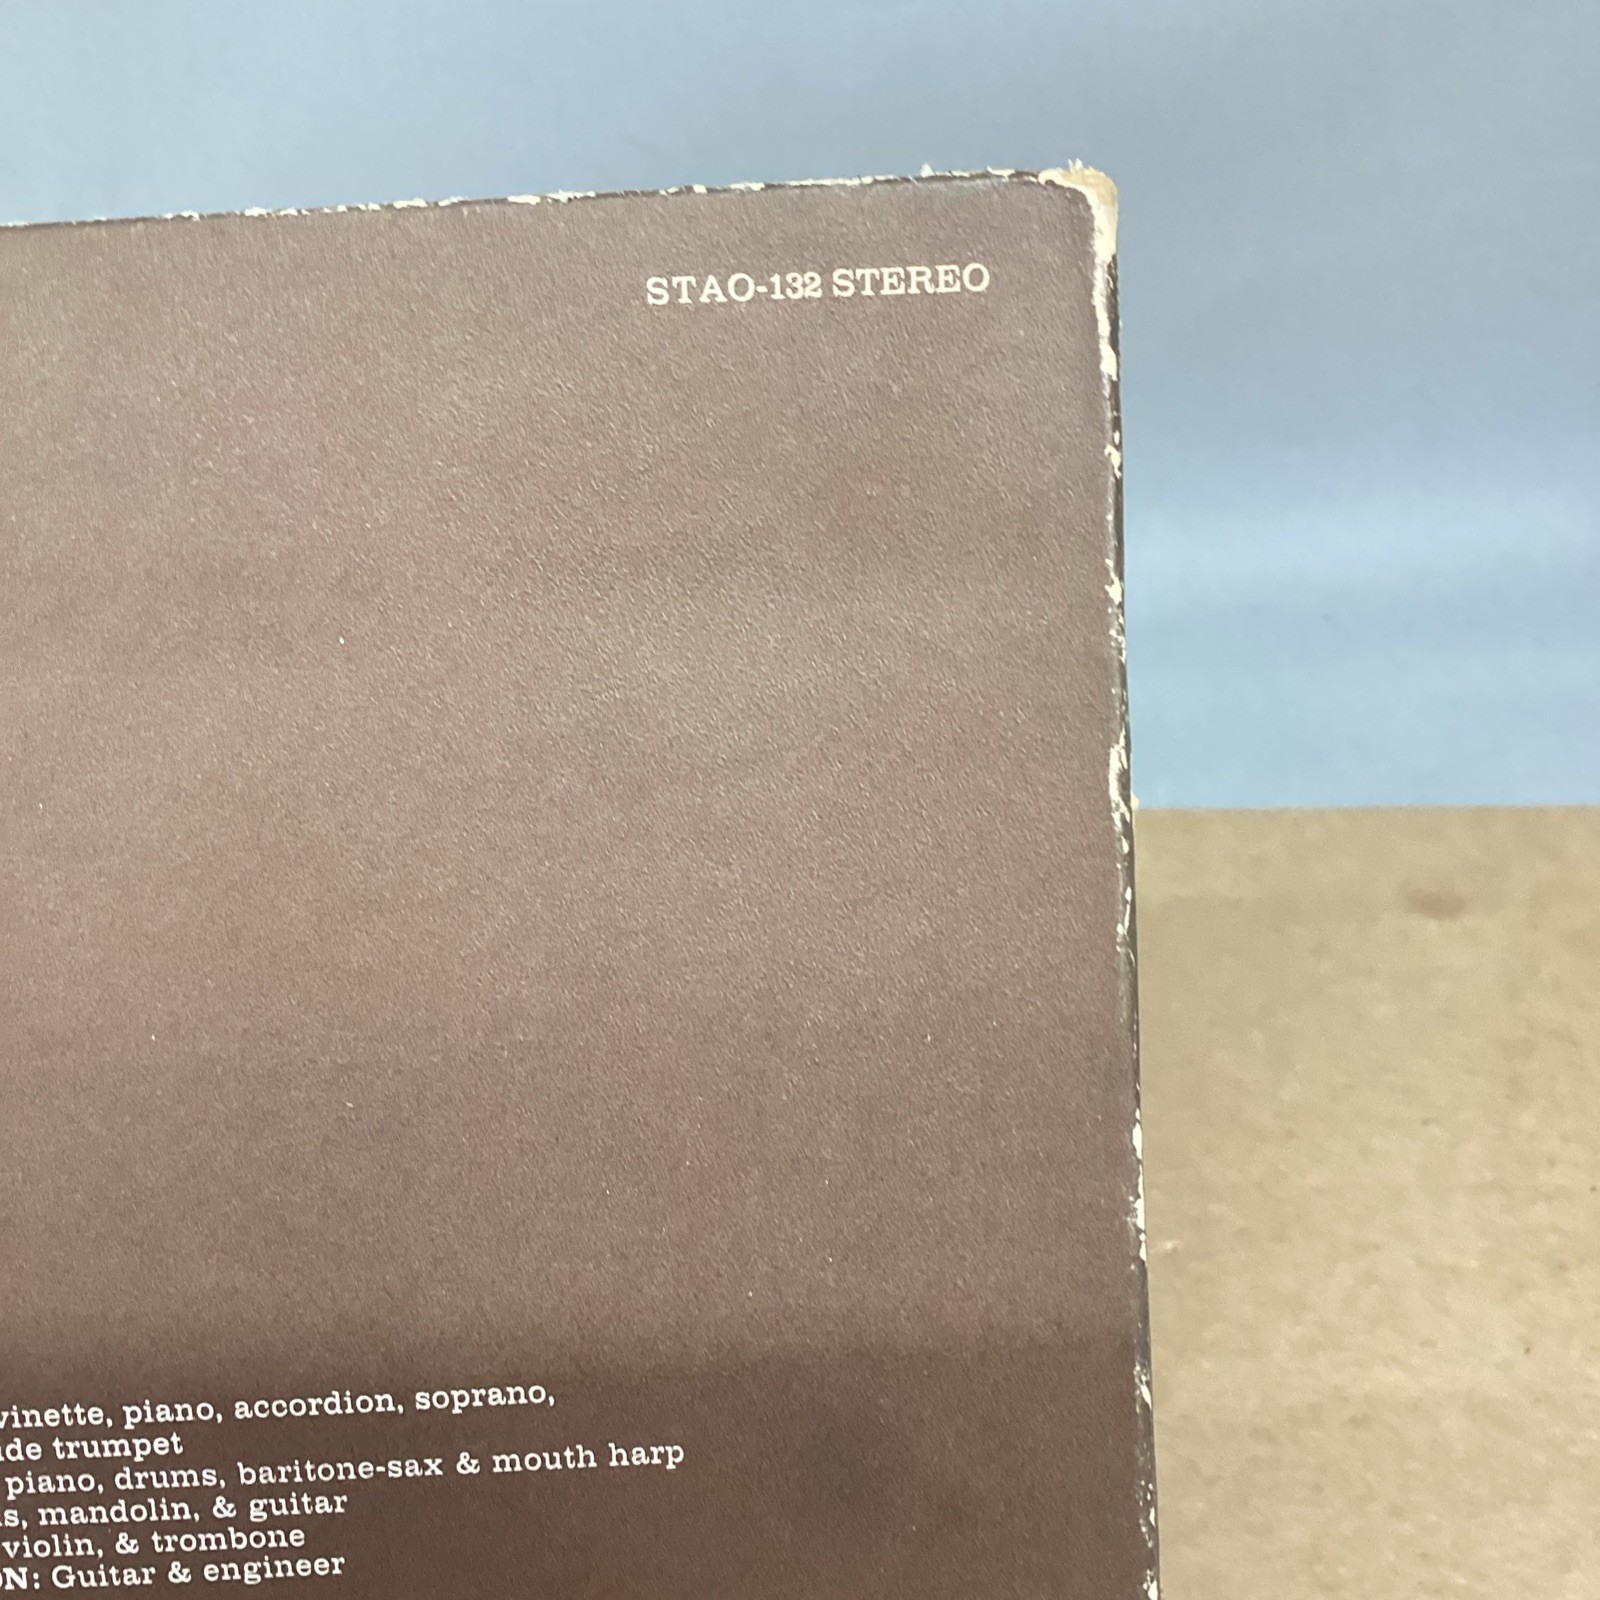 STAO-132 STEREO
vinette, piano, accordion, soprano,
ide trumpet
piano, drums, baritone-sax & mouth harp
s, mandolin, & guitar
violin, & trombone
ON: Guitar & engineer